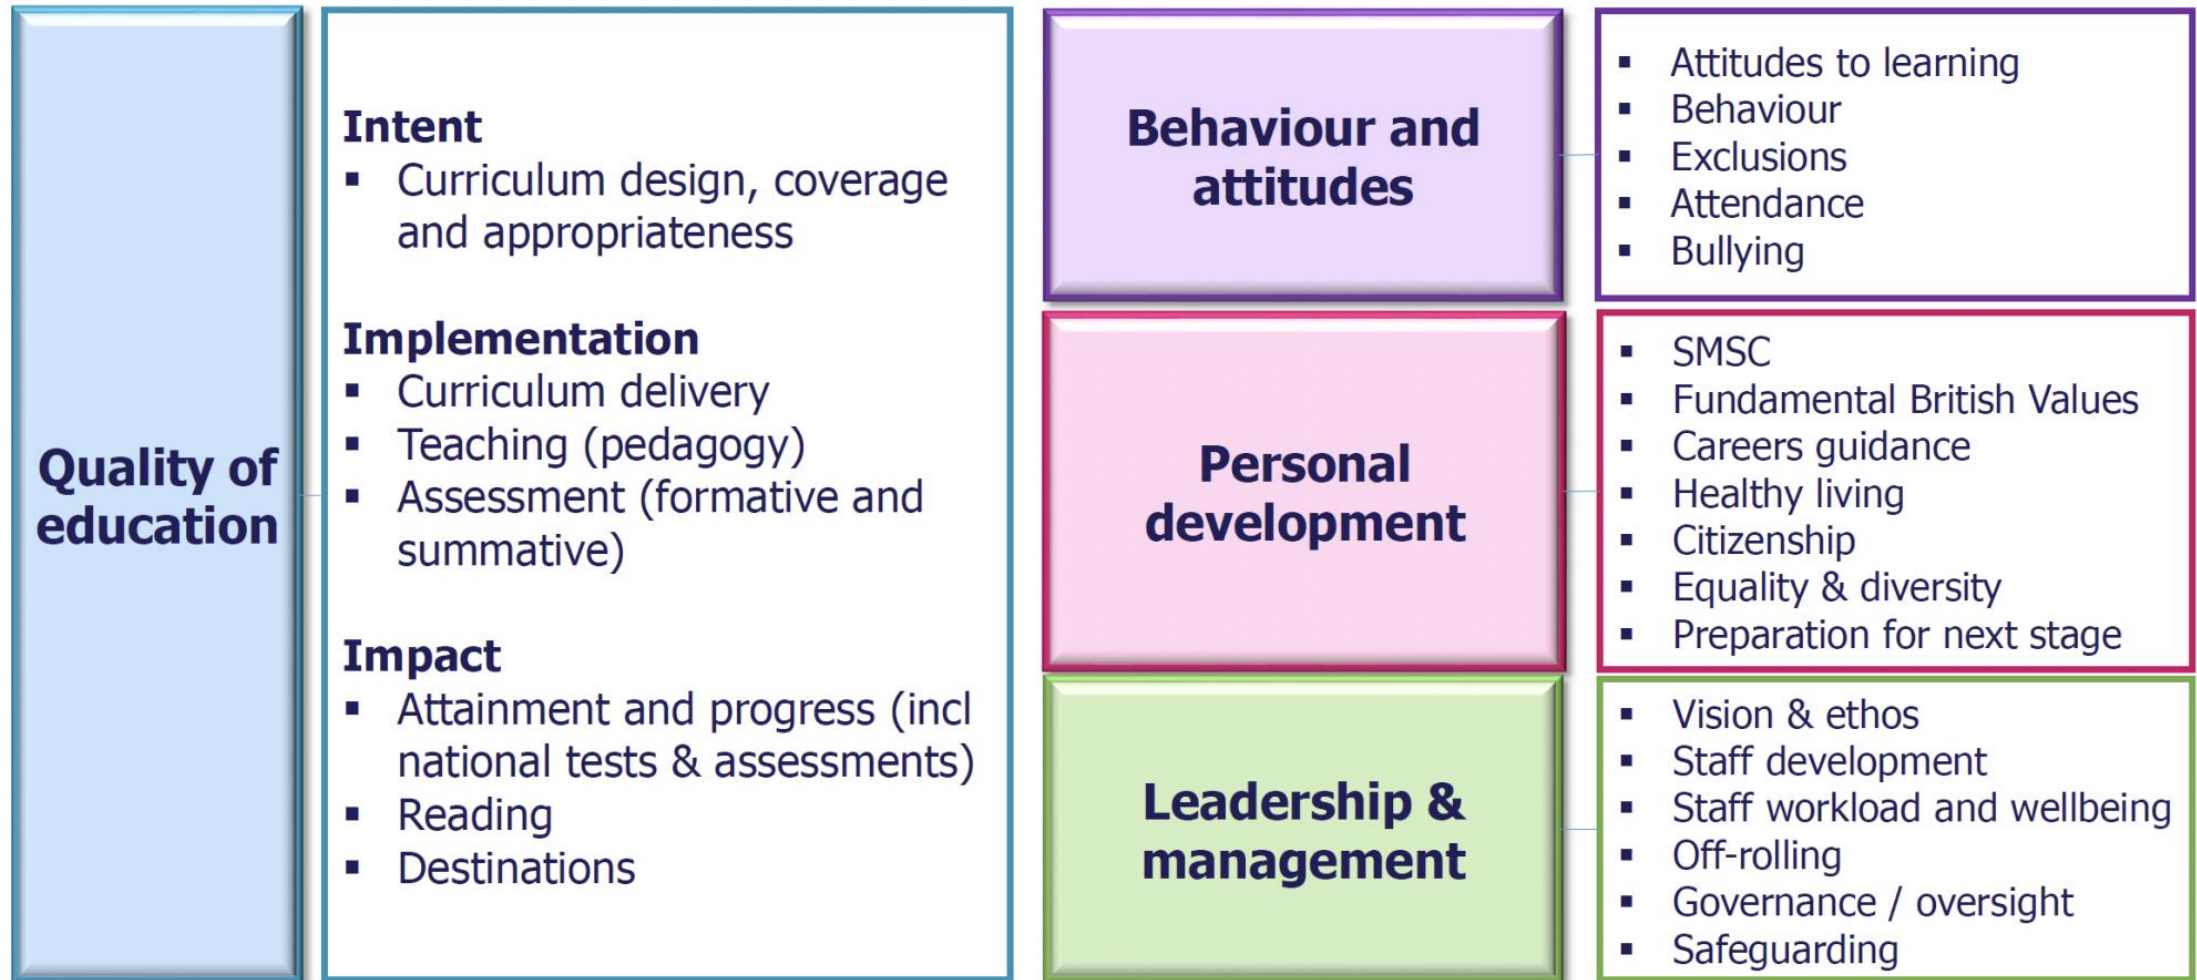 Quality of
education
Intent
▪ Curriculum design, coverage
and appropriateness
Implementation
▪ Curriculum delivery
▪ Teaching (pedagogy)
▪ Assessment (formative and
summative)
Impact
▪ Attainment and progress (incl
national tests & assessments)
▪ Reading
▪ Destinations
Behaviour and
attitudes
▪ Attitudes to learning
▪ Behaviour
▪ Exclusions
▪ Attendance
▪ Bullying
Personal
development
▪ SMSC
▪ Fundamental British Values
▪ Careers guidance
▪ Healthy living
▪ Citizenship
▪ Equality & diversity
▪ Preparation for next stage
Leadership &
management
▪ Vision & ethos
▪ Staff development
▪ Staff workload and wellbeing
▪ Off-rolling
▪ Governance / oversight
▪ Safeguarding